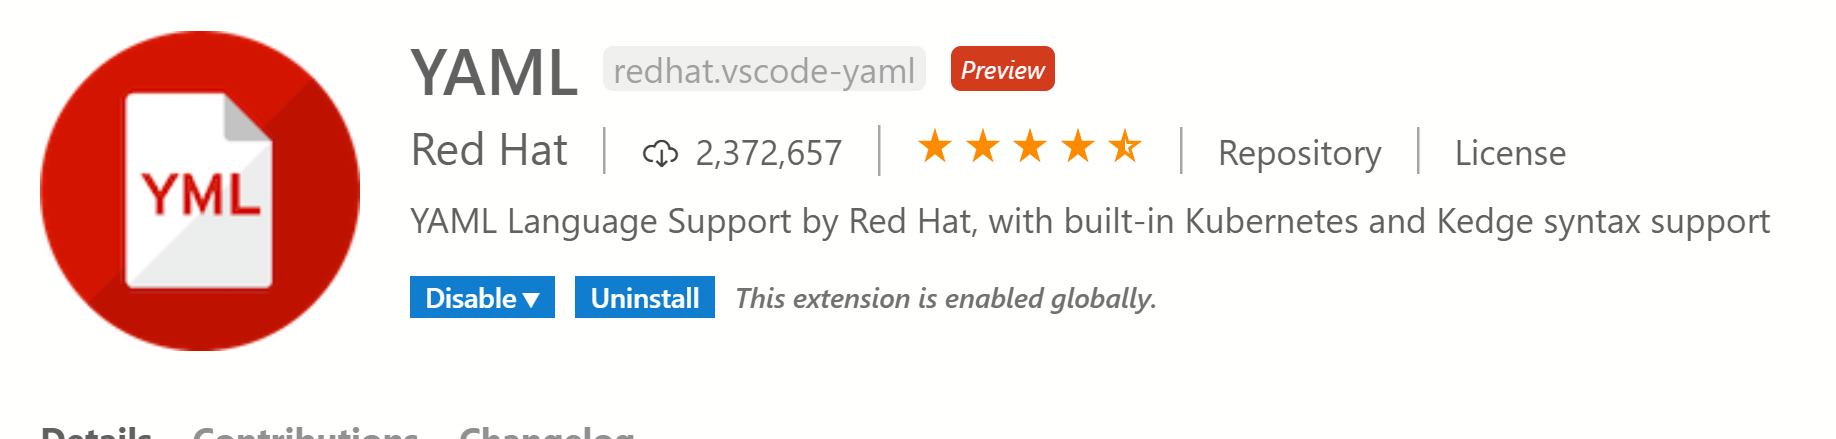 YML
YAML redhat.vscode-yaml Preview
Red Hat 2,372,657 Repository License
YAML Language Support by Red Hat, with built-in Kubernetes and Kedge syntax support
Disable Uninstall This extension is enabled globally.
Details Contributions Changelog